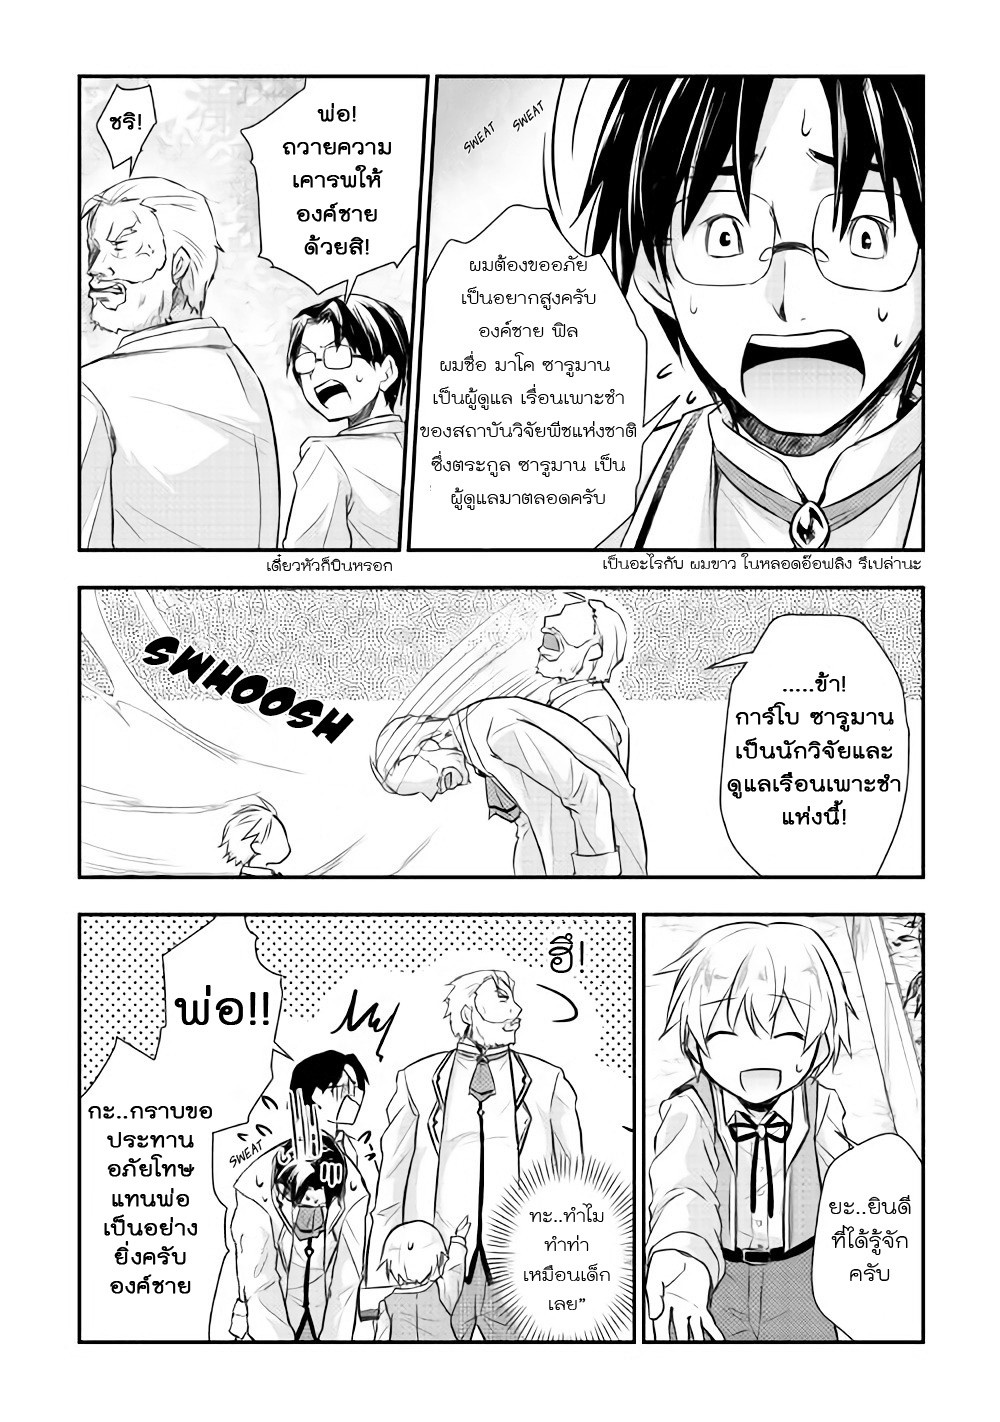 SWEAT
SWEAT
ผมต้องขออภัย
เป็นอยากสูงครับ
องค์ชาย ฟิล
ผมชื่อ มาโค ซารูมาน
เป็นผู้ดูแล เรื่อนเพาะชำ
ของสถาบันวิจัยพืชแห่งชาติ
ซึ่งตระกูล ซารูมาน เป็น
ผู้ดูแลมาตลอดครับ
เป็นอะไรกับ ผมขาว ในหลอดอ๊อฟลิง รึเปล่านะ
พ่อ!
ถวายความ
เคารพให้
องค์ชาย
ด้วยสิ!
ชริ!
เดี๋ยวหัวก็บินหรอก
.....ข้า!
การ์โบ ซารูมาน
เป็นนักวิจัยและ
ดูแลเรือนเพาะชำ
แห่งนี้!
SWHOOSH
ยะ..ยินดี
ที่ได้รู้จัก
ครับ
ฮึ!
ทะ..ทำไม
ทำท่า
เหมือนเด็ก
เลย"
พ่อ!!
SWEAT
กะ..กราบขอ
ประทาน
อภัยโทษ
แทนพ่อ
เป็นอย่าง
ยิ่งครับ
องค์ชาย